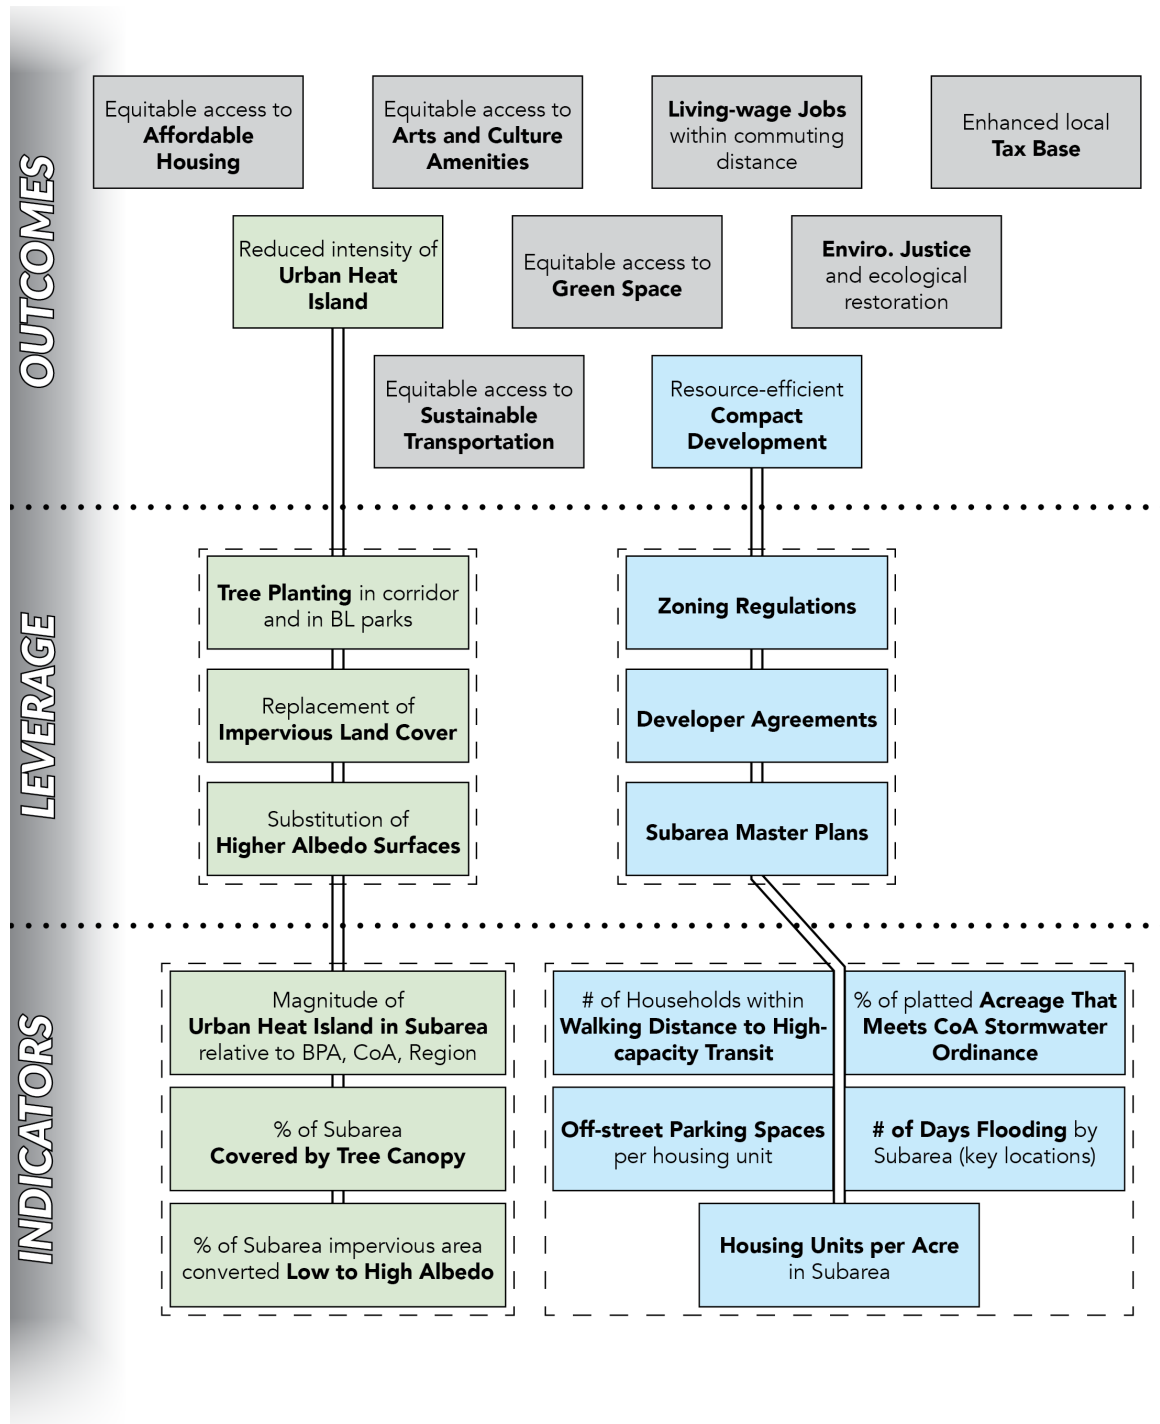 OUTCOMES
Equitable access to
Affordable
Housing
Equitable access to
Arts and Culture
Amenities
Living-wage Jobs
within commuting
distance
Enhanced local
Tax Base
Reduced intensity of
Urban Heat
Island
Equitable access to
Green Space
Enviro. Justice
and ecological
restoration
Equitable access to
Sustainable
Transportation
Resource-efficient
Compact
Development
LEVERAGE
Tree Planting in corridor
and in BL parks
Replacement of
Impervious Land Cover
Substitution of
Higher Albedo Surfaces
Zoning Regulations
Developer Agreements
Subarea Master Plans
INDICATORS
Magnitude of
Urban Heat Island in Subarea
relative to BPA, CoA, Region
% of Subarea
Covered by Tree Canopy
% of Subarea impervious area
converted Low to High Albedo
# of Households within
Walking Distance to High-
capacity Transit
% of platted Acreage That
Meets CoA Stormwater
Ordinance
Off-street Parking Spaces
per housing unit
# of Days Flooding by
Subarea (key locations)
Housing Units per Acre
in Subarea